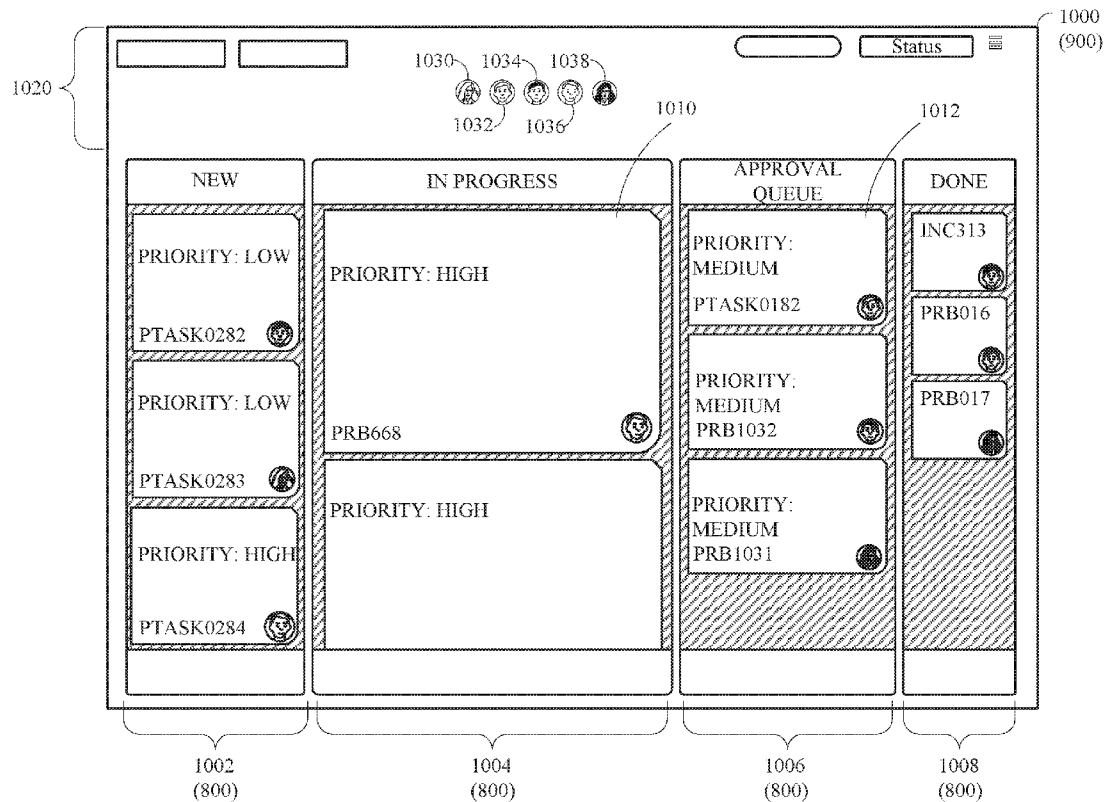 1000
(900)
Status
1020
1030
1034
1038
1032
1036
1010
1012
NEW
IN PROGRESS
APPROVAL
QUEUE
DONE
PRIORITY: LOW
PTASK0282
PRIORITY: LOW
PTASK0283
PRIORITY: HIGH
PTASK0284
PRIORITY: HIGH
PRB668
PRIORITY: HIGH
PRIORITY:
MEDIUM
PTASK0182
PRIORITY:
MEDIUM
PRB1032
PRIORITY:
MEDIUM
PRB1031
INC313
PRB016
PRB017
1002
(800)
1004
(800)
1006
(800)
1008
(800)